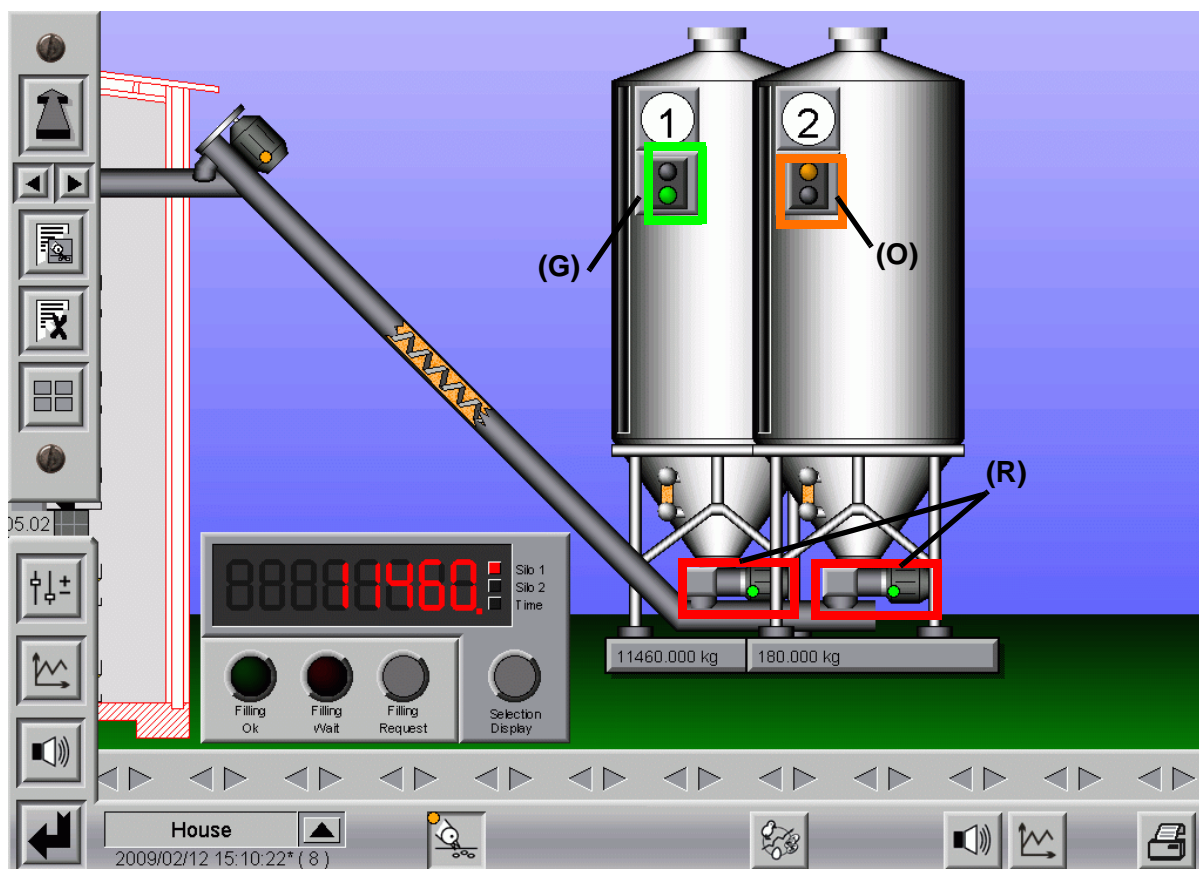 1
2
(G)
(O)
(R)
05.02
11460.
Silo 1
Silo 2
Time
Filling
Ok
Filling
Wait
Filling
Request
Selection
Display
11460.000 kg
180.000 kg
House
2009/02/12 15:10:22* ( 8 )